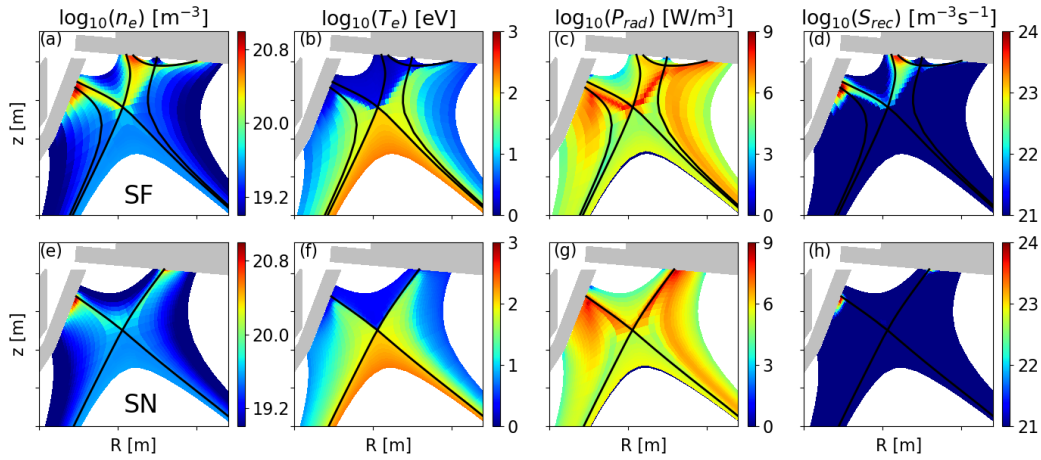 log₁₀(nₑ) [m⁻³] log₁₀(Tₑ) [eV] log₁₀(P_rad) [W/m³] log₁₀(S_rec) [m⁻³s⁻¹]
(a) 20.8 (b) 3 (c) 9 (d) 24
2 6 23
z [m] 20.0 1 3 22
SF 19.2 0 0 21
(e) 20.8 (f) 3 (g) 9 (h) 24
2 6 23
z [m] 20.0 1 3 22
SN 19.2 0 0 21
R [m] R [m] R [m] R [m]